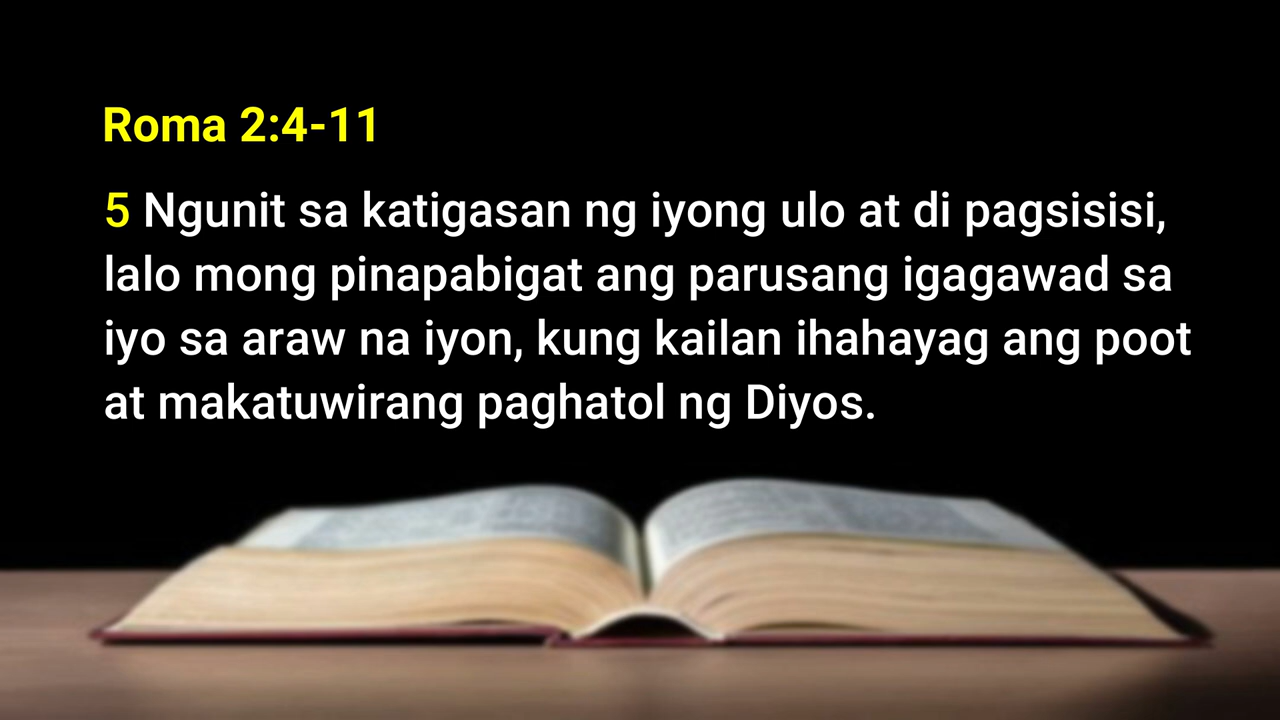 Roma 2:4-11
5 Ngunit sa katigasan ng iyong ulo at di pagsisisi,
lalo mong pinapabigat ang parusang igagawad sa
iyo sa araw na iyon, kung kailan ihahayag ang poot
at makatuwirang paghatol ng Diyos.